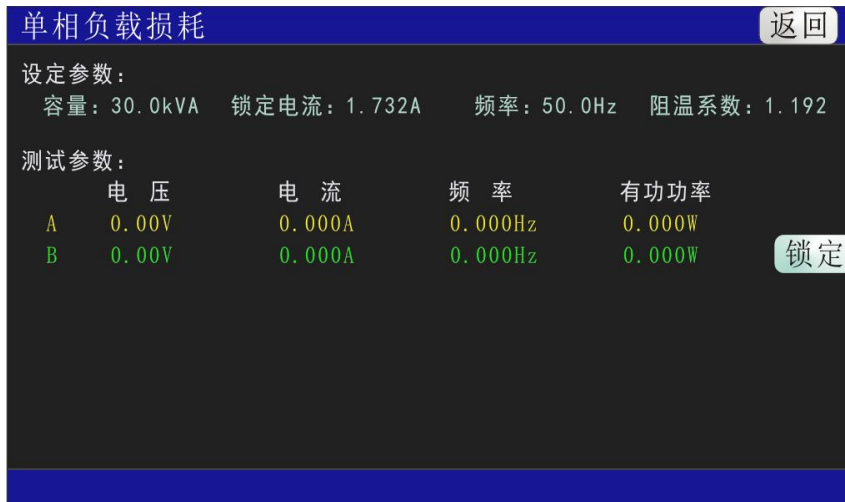 单相负载损耗 返回
设定参数：
容量：30.0kVA 锁定电流：1.732A 频率：50.0Hz 阻温系数：1.192
测试参数：
电 压 电 流 频 率 有功功率
A 0.00V 0.000A 0.000Hz 0.000W
B 0.00V 0.000A 0.000Hz 0.000W
锁定